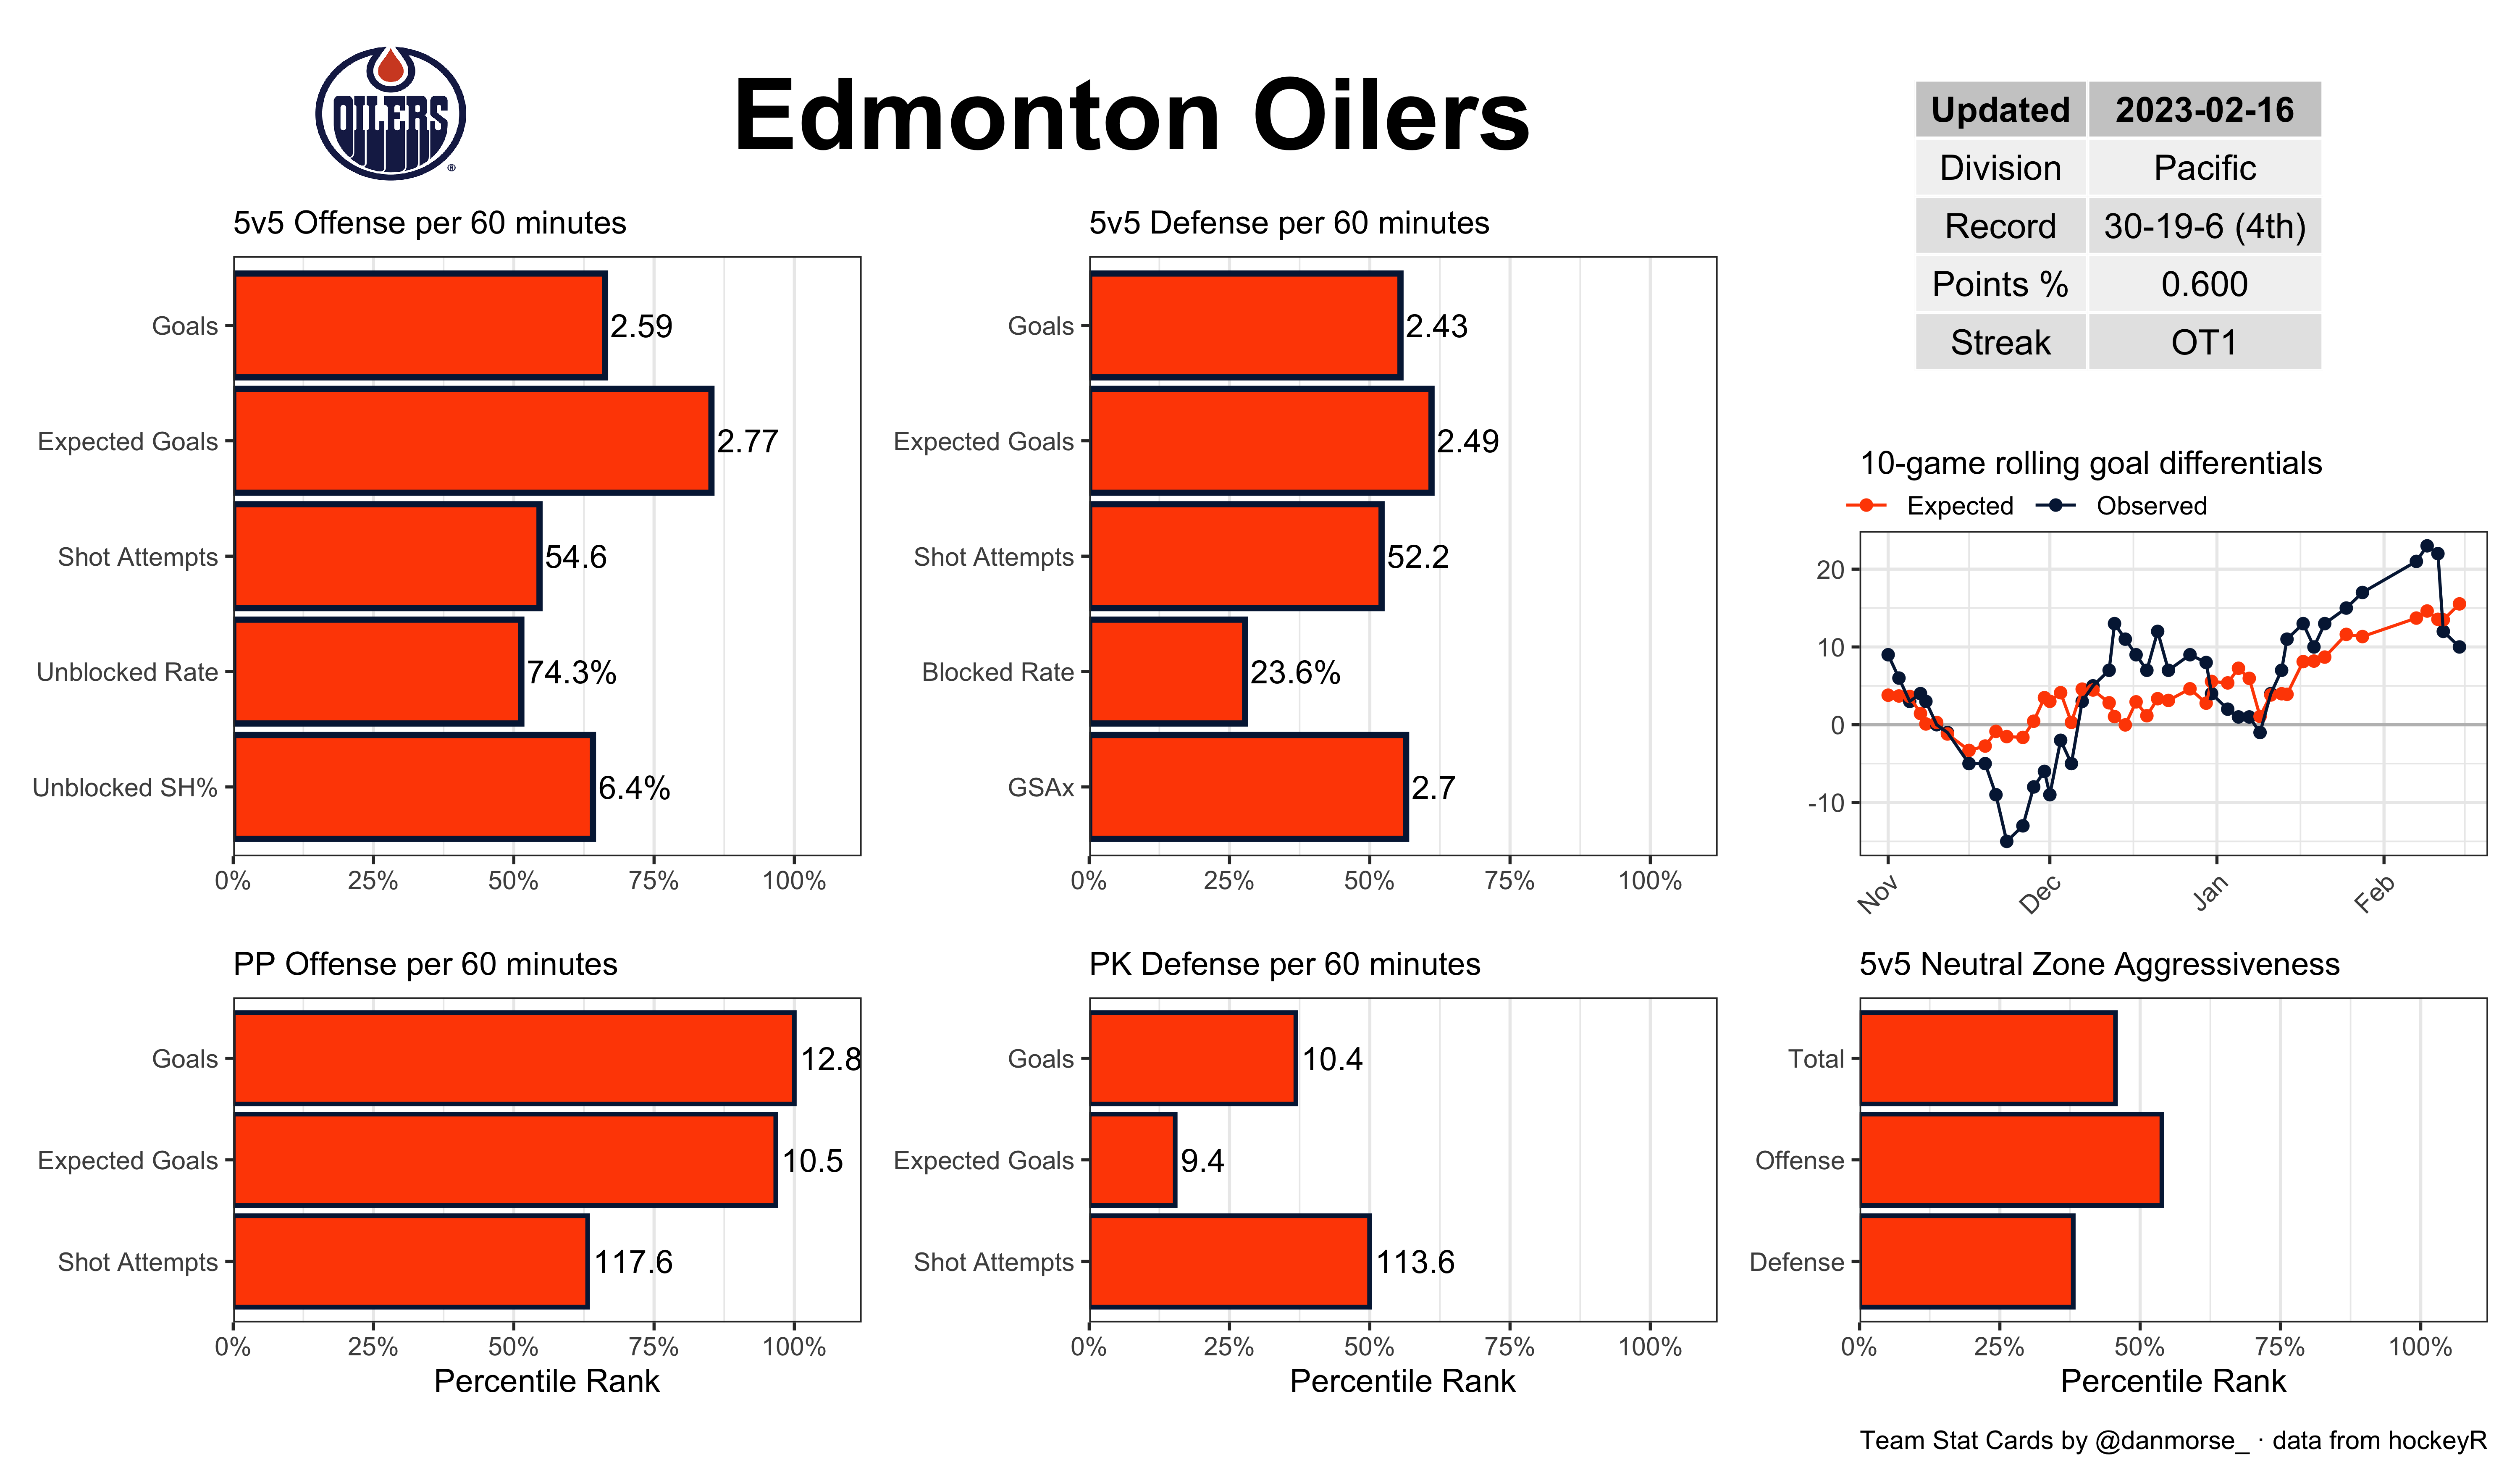 OILERS
®
Edmonton Oilers
Updated 2023-02-16
Division Pacific
Record 30-19-6 (4th)
Points % 0.600
Streak OT1
5v5 Offense per 60 minutes
Goals 2.59
Expected Goals 2.77
Shot Attempts 54.6
Unblocked Rate 74.3%
Unblocked SH% 6.4%
0% 25% 50% 75% 100%
5v5 Defense per 60 minutes
Goals 2.43
Expected Goals 2.49
Shot Attempts 52.2
Blocked Rate 23.6%
GSAx 2.7
0% 25% 50% 75% 100%
10-game rolling goal differentials
Expected Observed
20
10
0
-10
Nov Dec Jan Feb
PP Offense per 60 minutes
Goals 12.8
Expected Goals 10.5
Shot Attempts 117.6
0% 25% 50% 75% 100%
Percentile Rank
PK Defense per 60 minutes
Goals 10.4
Expected Goals 9.4
Shot Attempts 113.6
0% 25% 50% 75% 100%
Percentile Rank
5v5 Neutral Zone Aggressiveness
Total
Offense
Defense
0% 25% 50% 75% 100%
Percentile Rank
Team Stat Cards by @danmorse_ · data from hockeyR